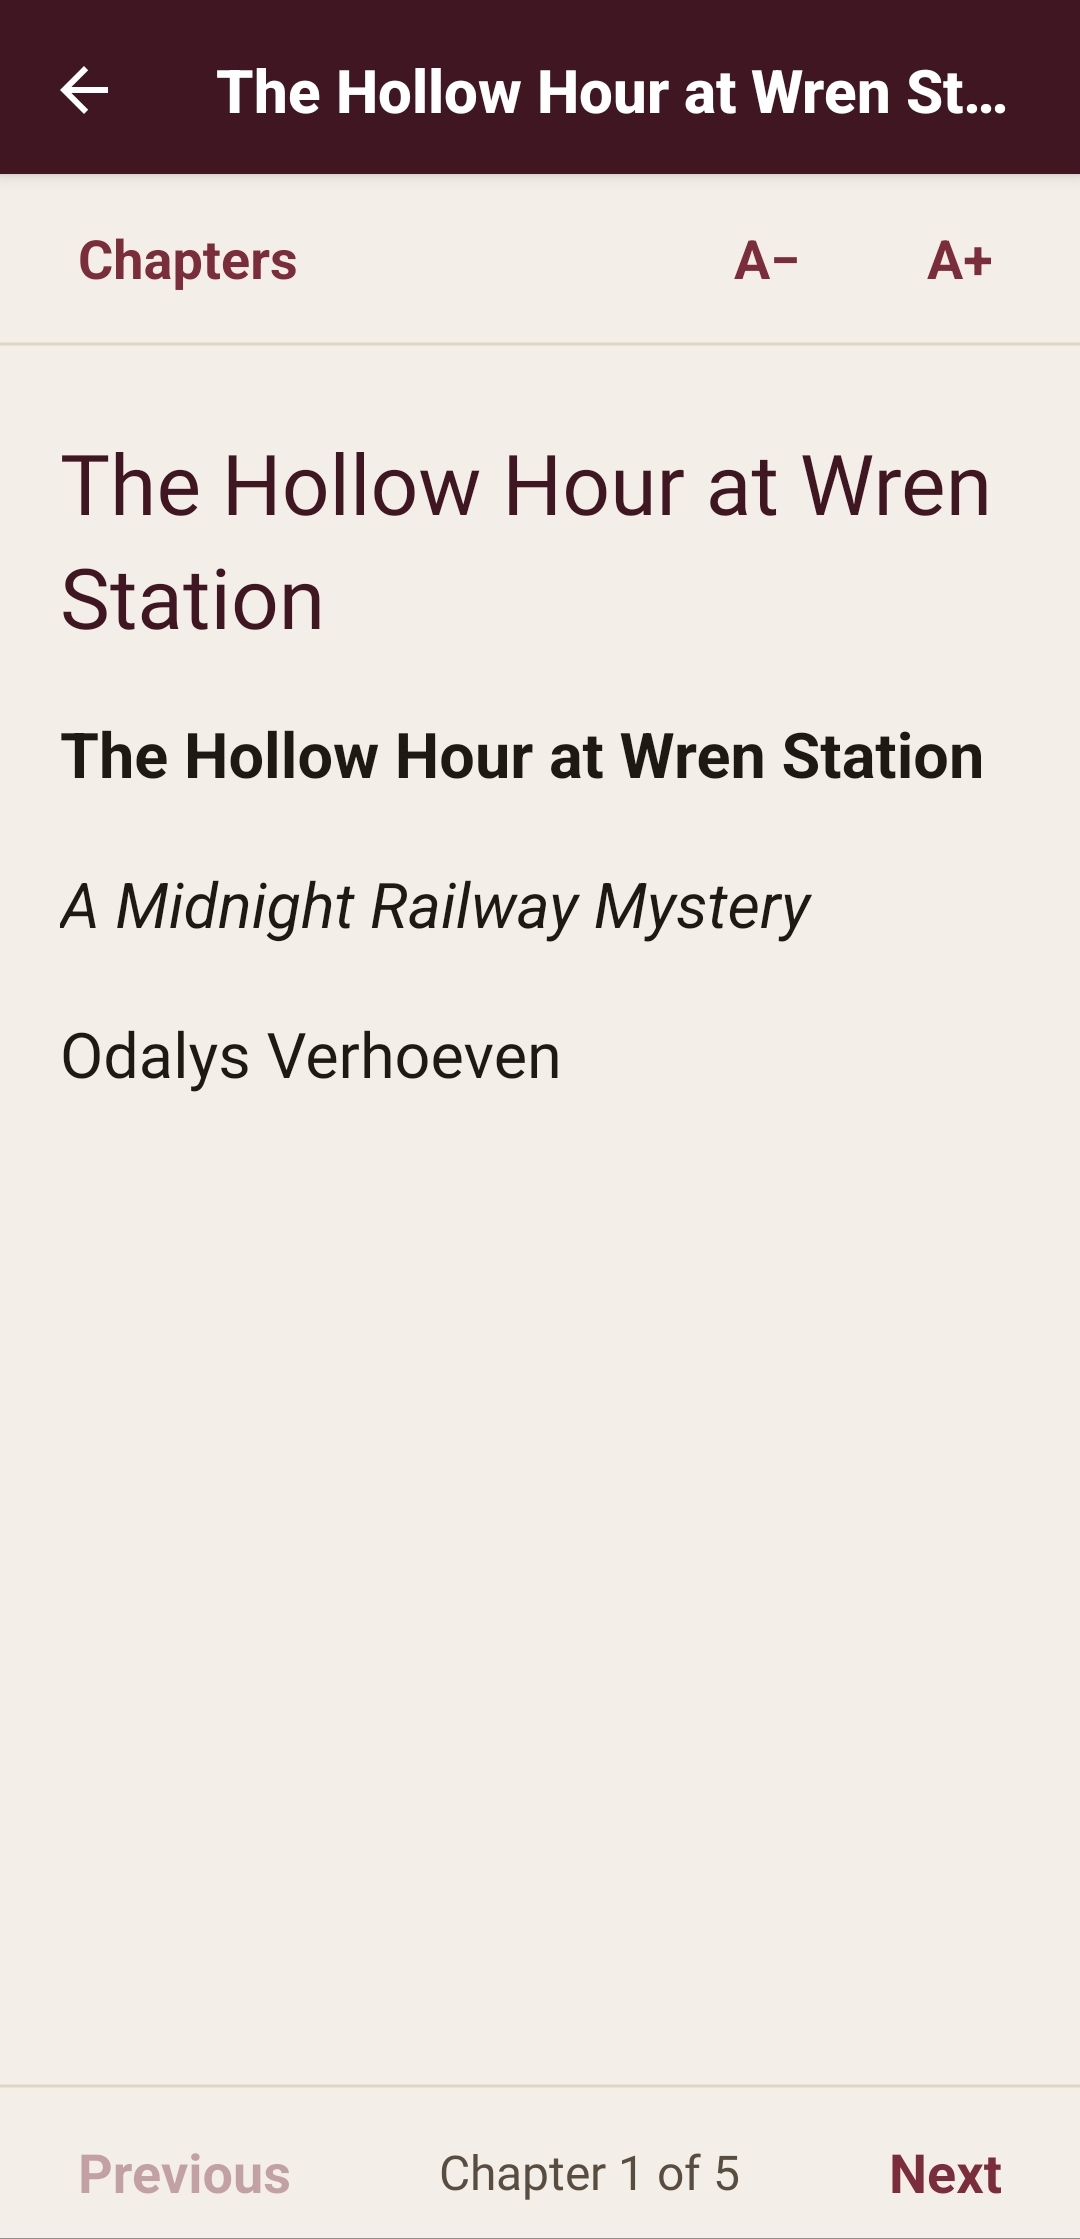 The Hollow Hour at Wren St...
Chapters A− A+
The Hollow Hour at Wren
Station
The Hollow Hour at Wren Station
A Midnight Railway Mystery
Odalys Verhoeven
Previous Chapter 1 of 5 Next